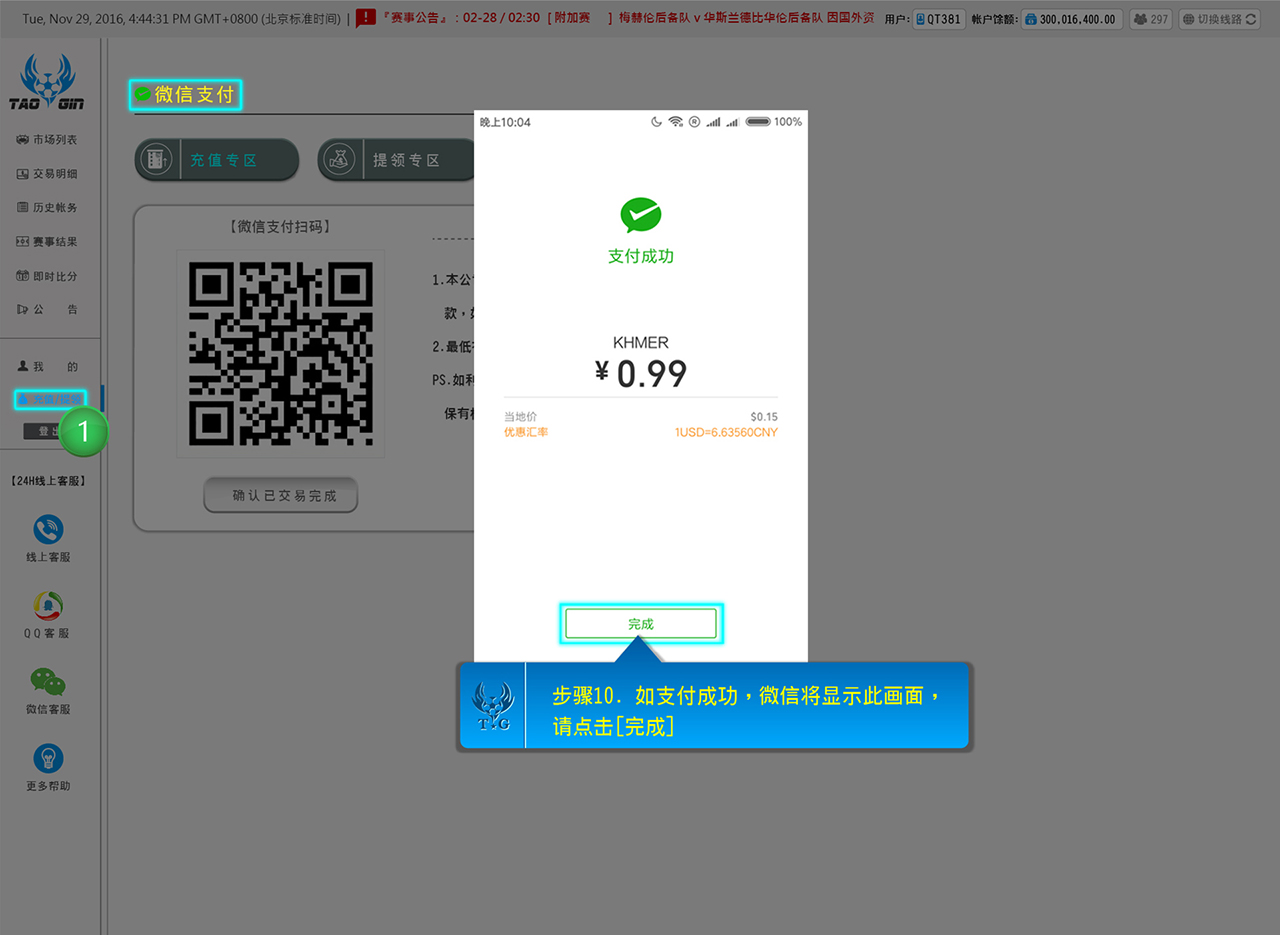 Tue, Nov 29, 2016, 4:44:31 PM GMT+0800 (北京标准时间) |
『赛事公告』：02-28 / 02:30 [ 附加赛 ] 梅赫伦后备队 v 华斯兰德比华伦后备队 因国外资
用户: QT381
帐户馀额: 300,016,400.00
297
切换线路
TAO GIN
市场列表
交易明细
历史帐务
赛事结果
即时比分
公 告
我 的
充值/提领
1
登出
【24H线上客服】
线上客服
QQ客服
微信客服
更多帮助
微信支付
充值专区
提领专区
【微信支付扫码】
确认已交易完成
1.本公
款，
2.最低
PS.如利
保有
晚上10:04
100%
支付成功
KHMER
¥ 0.99
当地价 $0.15
优惠汇率 1USD=6.63560CNY
完成
T.G
步骤10. 如支付成功，微信将显示此画面，
请点击[完成]